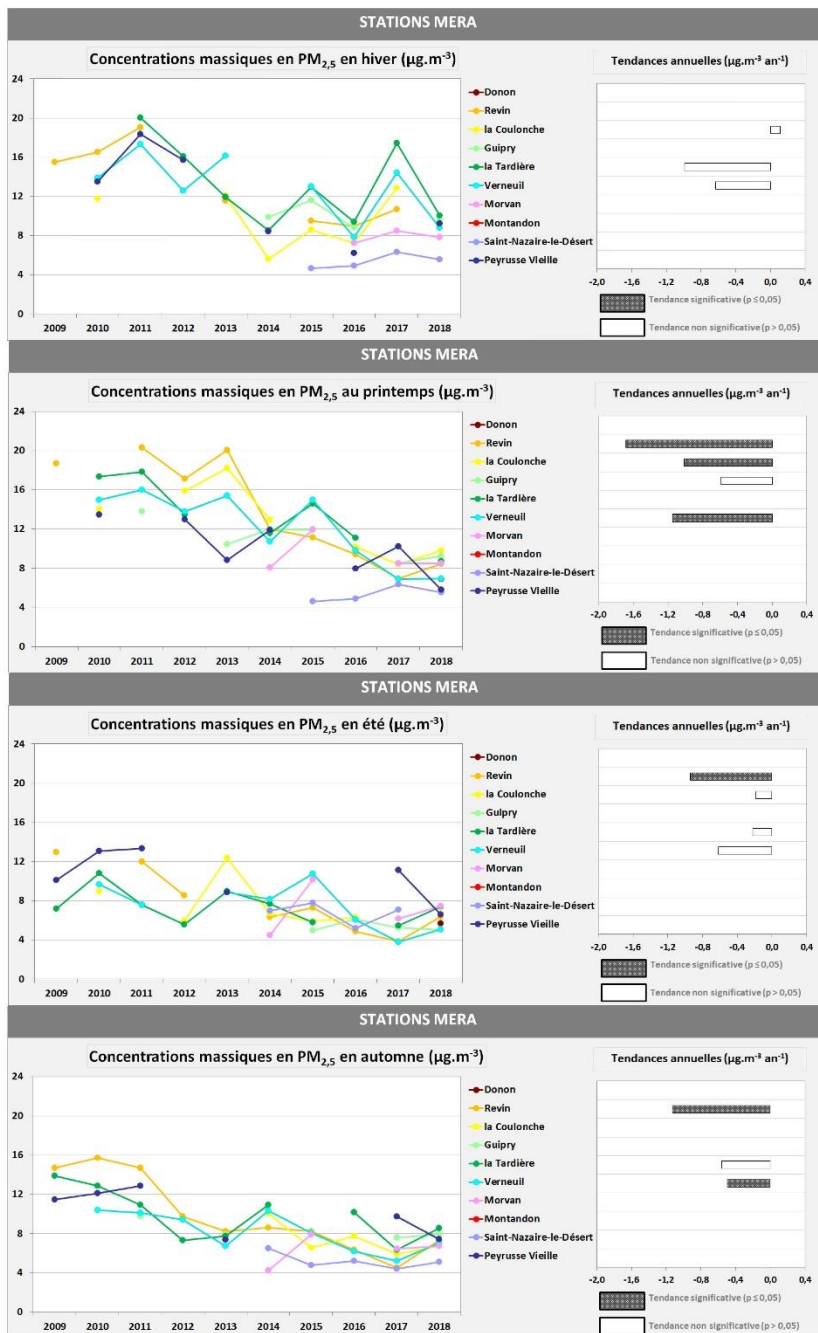 STATIONS MERA
Concentrations massiques en PM2,5 en hiver (µg.m-3)
24
20
16
12
8
4
0
2009 2010 2011 2012 2013 2014 2015 2016 2017 2018
Donon
Revin
la Coulonche
Guipry
la Tardière
Verneuil
Morvan
Montandon
Saint-Nazaire-le-Désert
Peyrusse Vieille
Tendances annuelles (µg.m-3 an-1)
-2,0 -1,6 -1,2 -0,8 -0,4 0,0 0,4
Tendance significative (p ≤ 0,05)
Tendance non significative (p > 0,05)
STATIONS MERA
Concentrations massiques en PM2,5 au printemps (µg.m-3)
24
20
16
12
8
4
0
2009 2010 2011 2012 2013 2014 2015 2016 2017 2018
Donon
Revin
la Coulonche
Guipry
la Tardière
Verneuil
Morvan
Montandon
Saint-Nazaire-le-Désert
Peyrusse Vieille
Tendances annuelles (µg.m-3 an-1)
-2,0 -1,6 -1,2 -0,8 -0,4 0,0 0,4
Tendance significative (p ≤ 0,05)
Tendance non significative (p > 0,05)
STATIONS MERA
Concentrations massiques en PM2,5 en été (µg.m-3)
24
20
16
12
8
4
0
2009 2010 2011 2012 2013 2014 2015 2016 2017 2018
Donon
Revin
la Coulonche
Guipry
la Tardière
Verneuil
Morvan
Montandon
Saint-Nazaire-le-Désert
Peyrusse Vieille
Tendances annuelles (µg.m-3 an-1)
-2,0 -1,6 -1,2 -0,8 -0,4 0,0 0,4
Tendance significative (p ≤ 0,05)
Tendance non significative (p > 0,05)
STATIONS MERA
Concentrations massiques en PM2,5 en automne (µg.m-3)
24
20
16
12
8
4
0
2009 2010 2011 2012 2013 2014 2015 2016 2017 2018
Donon
Revin
la Coulonche
Guipry
la Tardière
Verneuil
Morvan
Montandon
Saint-Nazaire-le-Désert
Peyrusse Vieille
Tendances annuelles (µg.m-3 an-1)
-2,0 -1,6 -1,2 -0,8 -0,4 0,0 0,4
Tendance significative (p ≤ 0,05)
Tendance non significative (p > 0,05)